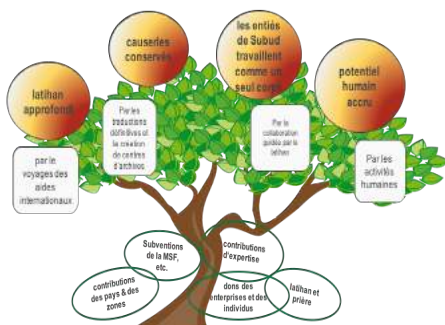 latihan
approfondi
causeries
conservés
les entiés
de Subud
travaillent
comme un
seul corps
potentiel
humain
accru
par le
voyages des
aides
internationaux
Par les
traductions
définitives et
la création
de centres
d'archives
Par la
collaboration
guidée par le
latihan
Par les
activités
humaines
Subventions
de la MSF,
etc.
contributions
d'expertise
contributions
des pays & des
zones
dons des
enterprises et des
individus
latihan et
prière